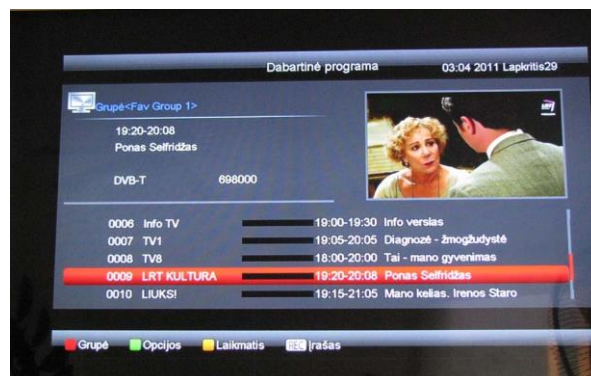 Dabartinė programa 03:04 2011 Lapkritis29
Grupė<Fav Group 1>
19:20-20:08
Ponas Selfridžas
DVB-T 698000
0006 Info TV 19:00-19:30 Info verslas
0007 TV1 19:05-20:05 Diagnozė - žmogžudystė
0008 TV8 18:00-20:00 Tai - mano gyvenimas
0009 LRT KULTURA 19:20-20:08 Ponas Selfridžas
0010 LIUKS! 19:15-21:05 Mano kelias. Irenos Staro
Grupė Opcijos Laikmatis REC Įrašas